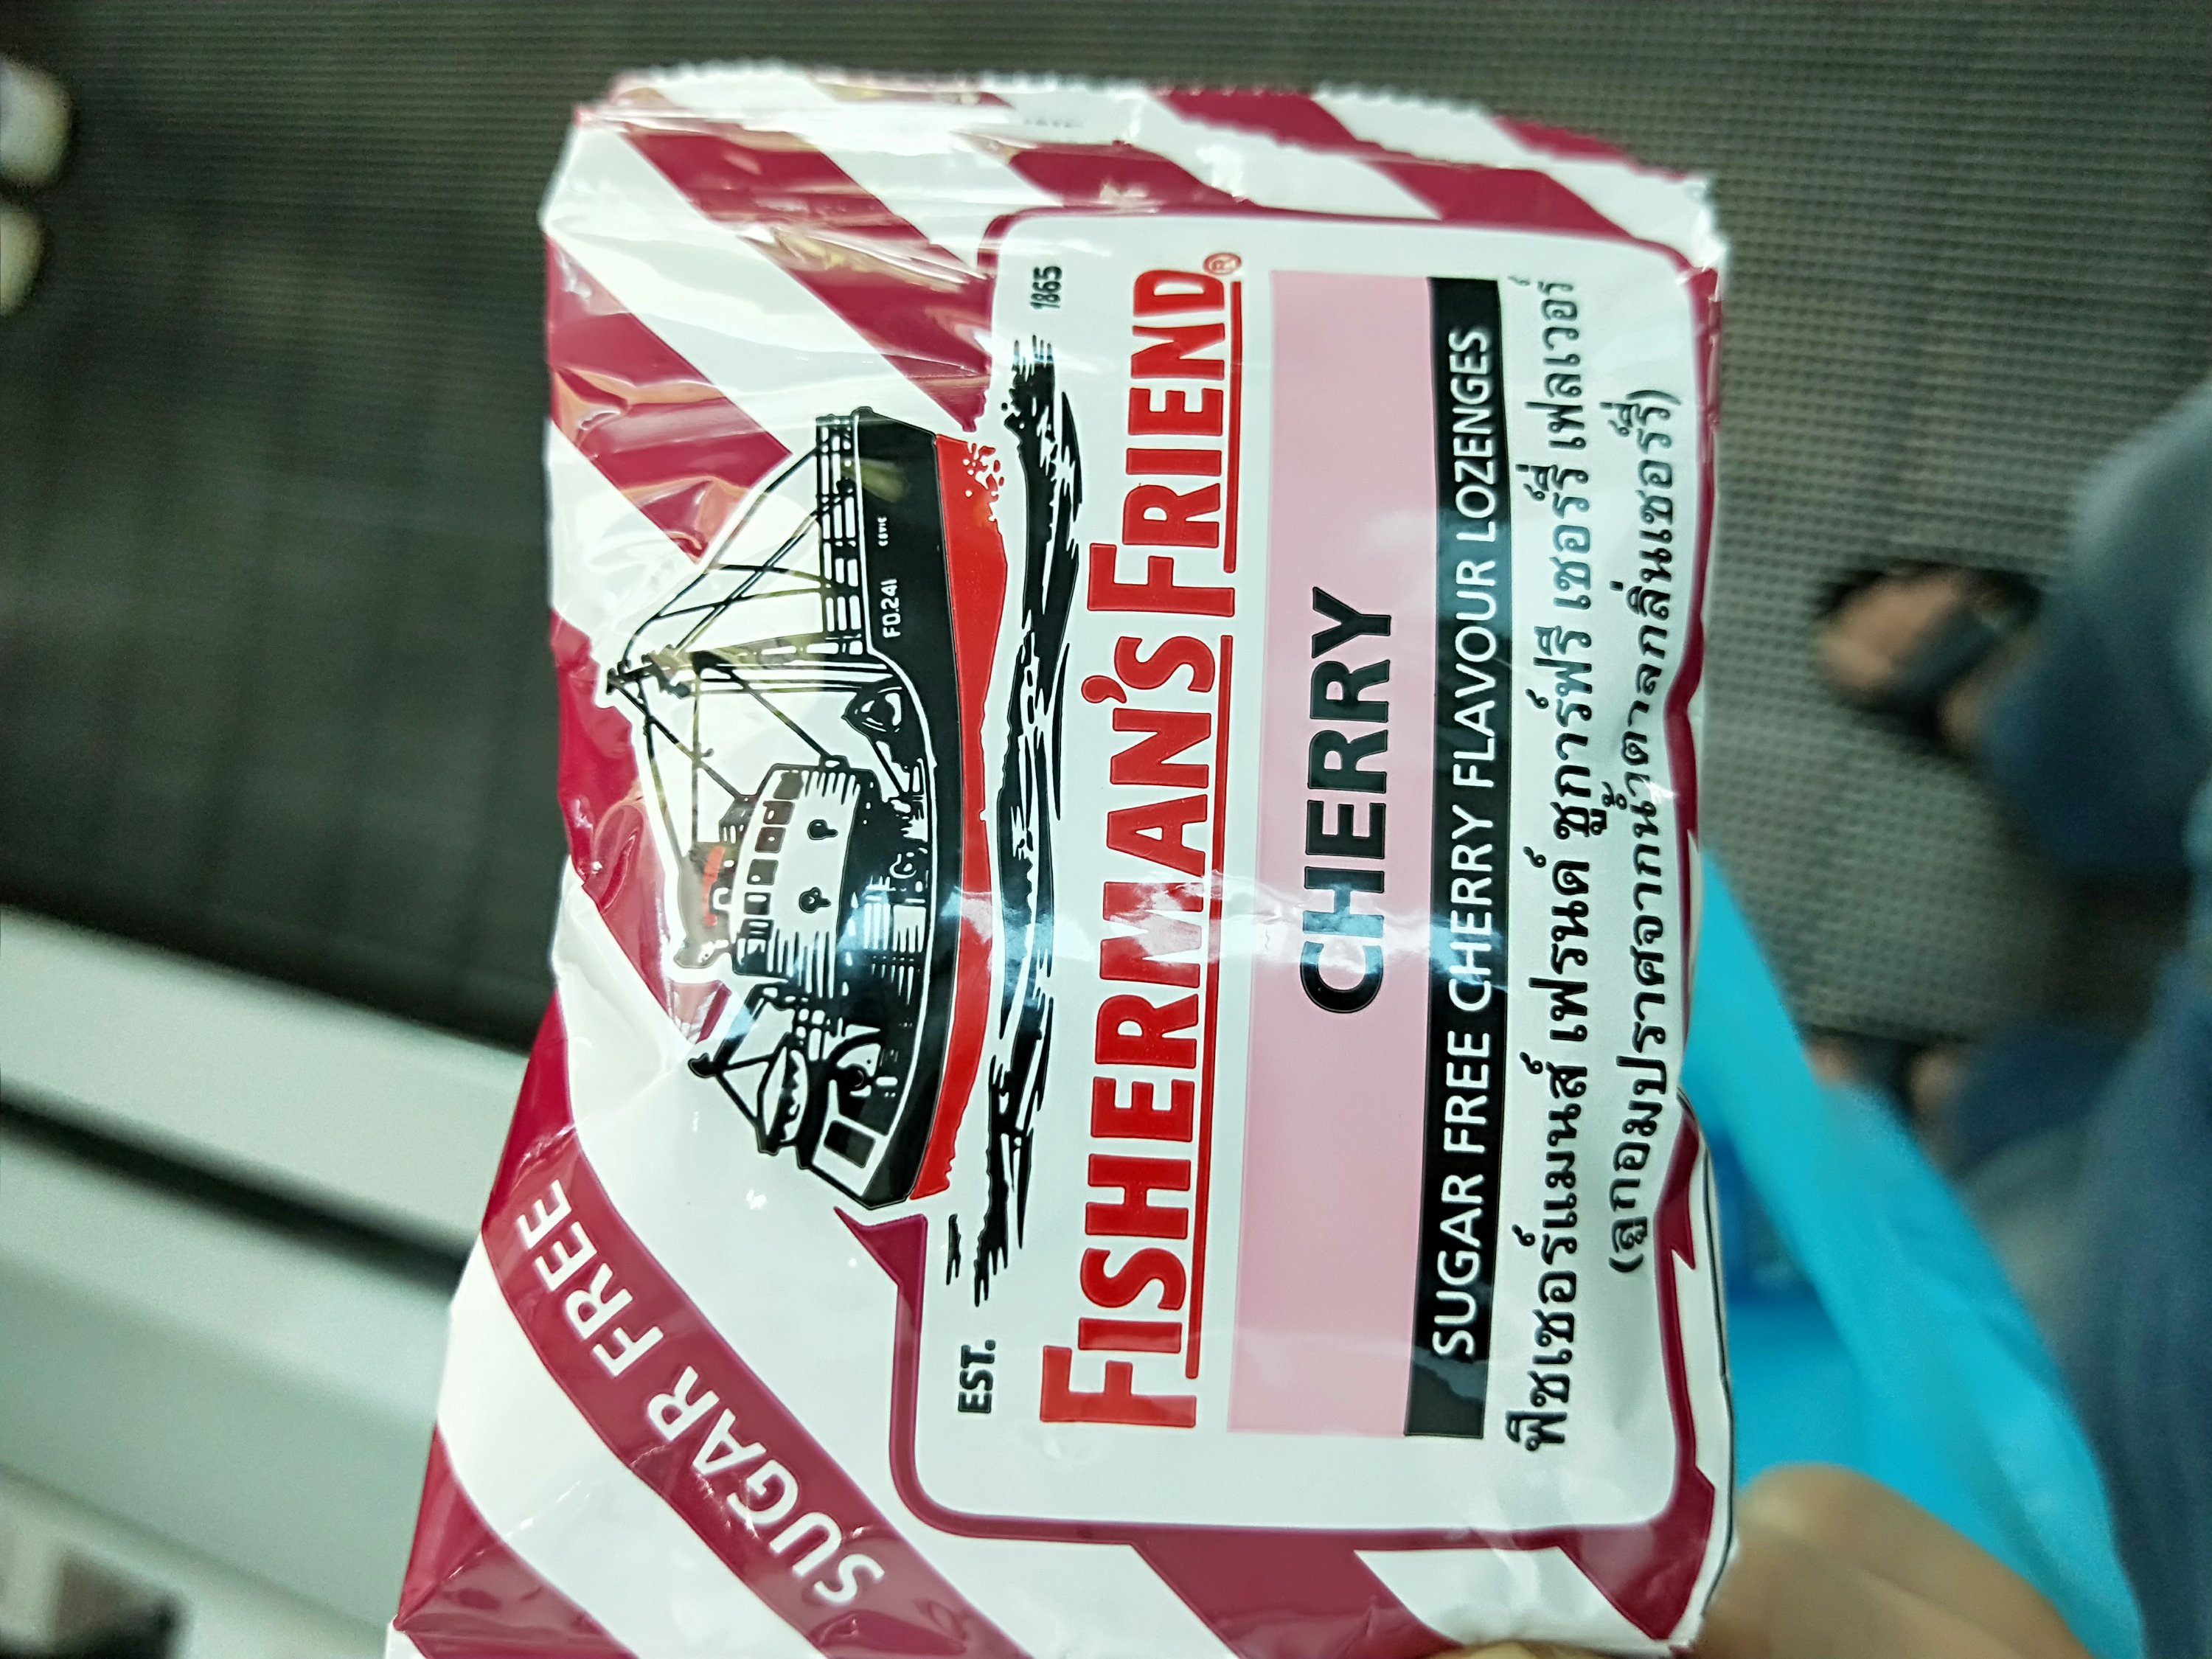 SUGAR FREE
FD.241
EST. 1865
FISHERMAN'S FRIEND®
CHERRY
SUGAR FREE CHERRY FLAVOUR LOZENGES
ฟิชเชอร์แมนส์ เฟรนด์ ชูการ์ฟรี เชอร์รี่ เฟลเวอร์
(ลูกอมปราศจากน้ำตาลกลิ่นเชอร์รี่)